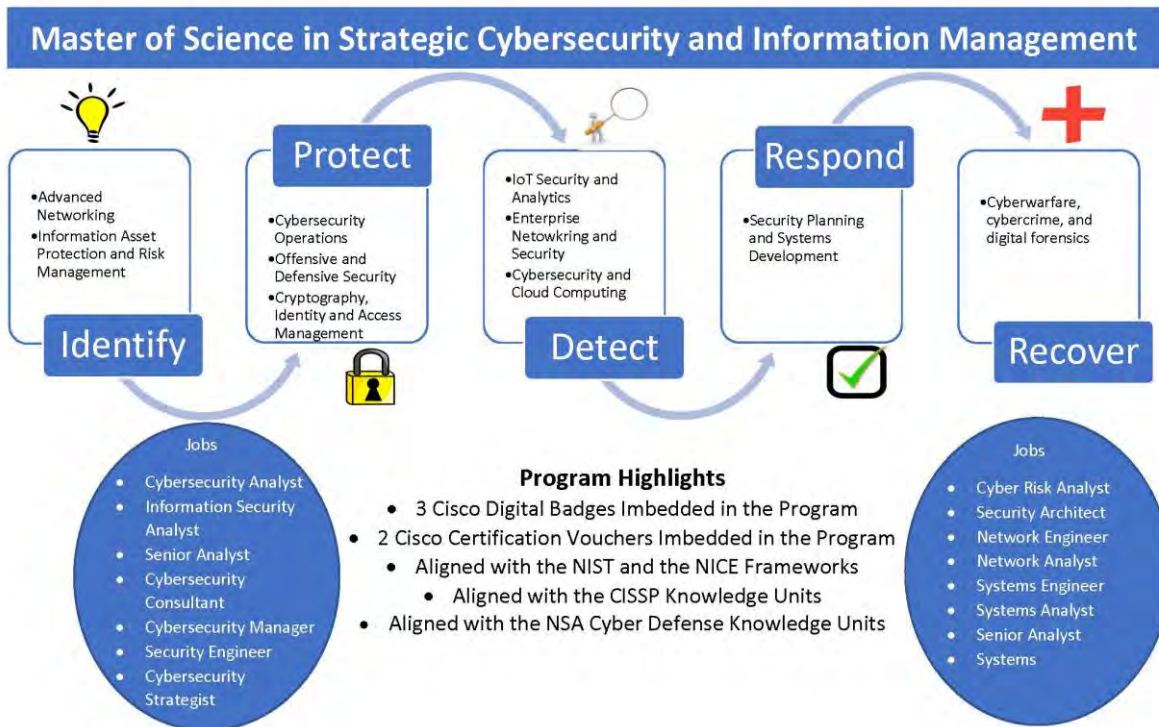 Master of Science in Strategic Cybersecurity and Information Management
•Advanced
Networking
•Information Asset
Protection and Risk
Management
Identify
Protect
•Cybersecurity
Operations
•Offensive and
Defensive Security
•Cryptography,
Identity and Access
Management
•IoT Security and
Analytics
•Enterprise
Netowkring and
Security
•Cybersecurity and
Cloud Computing
Detect
Respond
•Security Planning
and Systems
Development
•Cyberwarfare,
cybercrime, and
digital forensics
Recover
Jobs
• Cybersecurity Analyst
• Information Security
Analyst
• Senior Analyst
• Cybersecurity
Consultant
• Cybersecurity Manager
• Security Engineer
• Cybersecurity
Strategist
Program Highlights
• 3 Cisco Digital Badges Imbedded in the Program
• 2 Cisco Certification Vouchers Imbedded in the Program
• Aligned with the NIST and the NICE Frameworks
• Aligned with the CISSP Knowledge Units
• Aligned with the NSA Cyber Defense Knowledge Units
Jobs
• Cyber Risk Analyst
• Security Architect
• Network Engineer
• Network Analyst
• Systems Engineer
• Systems Analyst
• Senior Analyst
• Systems